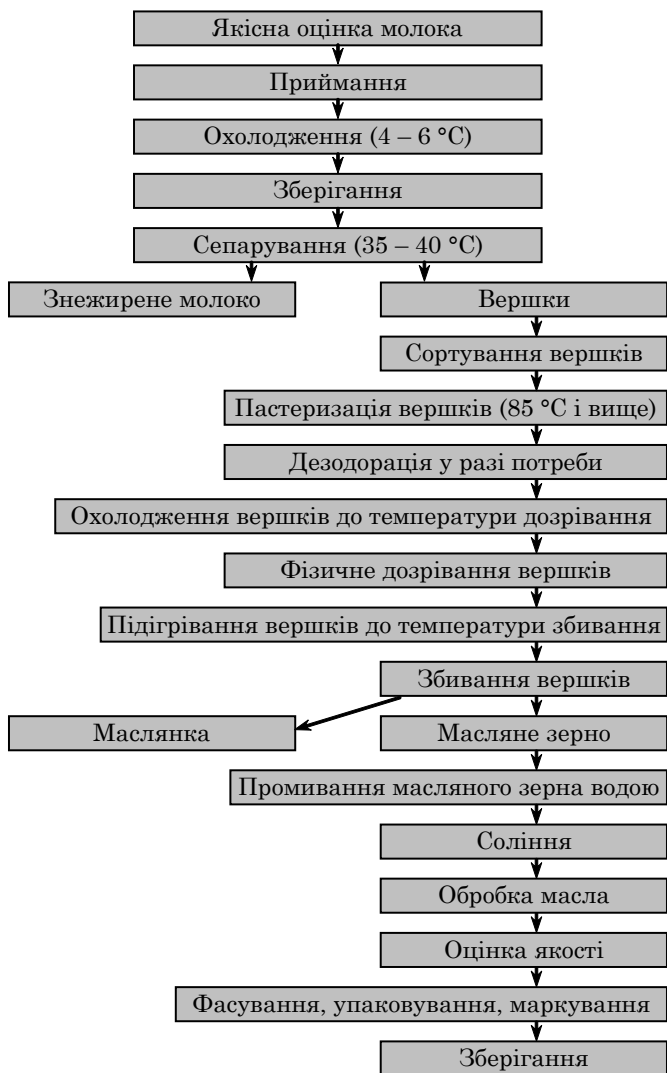 Якісна оцінка молока
Приймання
Охолодження (4 – 6 °С)
Зберігання
Сепарування (35 – 40 °С)
Знежирене молоко
Вершки
Сортування вершків
Пастеризація вершків (85 °С і вище)
Дезодорація у разі потреби
Охолодження вершків до температури дозрівання
Фізичне дозрівання вершків
Підігрівання вершків до температури збивання
Збивання вершків
Маслянка
Масляне зерно
Промивання масляного зерна водою
Соління
Обробка масла
Оцінка якості
Фасування, упаковування, маркування
Зберігання